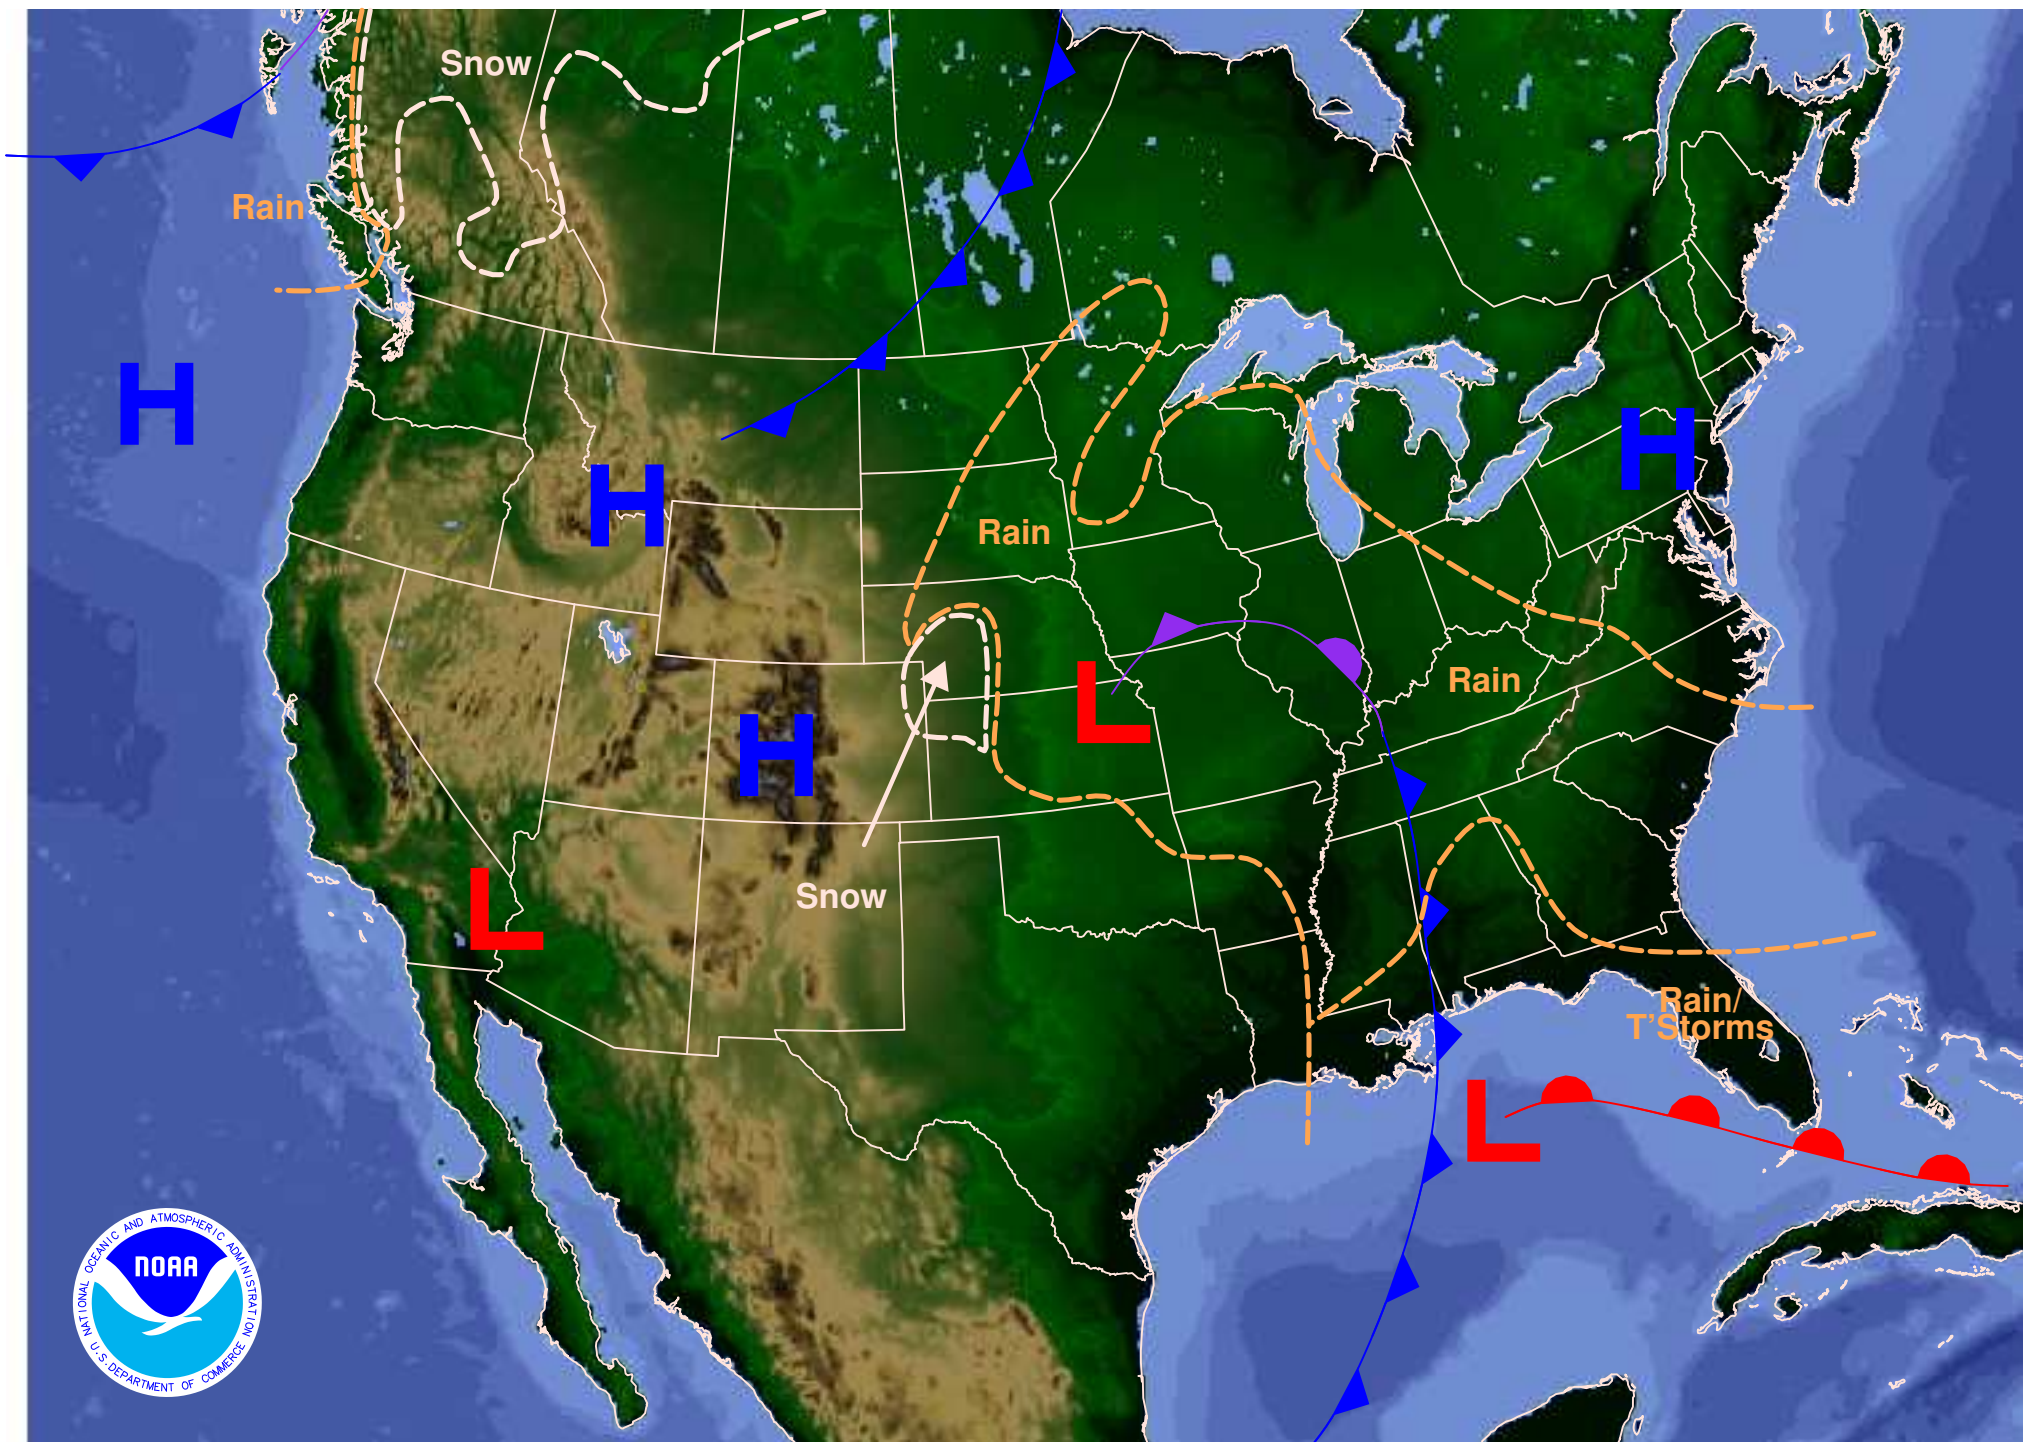 Snow
Rain
H
H
H
Rain
H
L
Rain
Snow
L
Rain/
T'Storms
L
NATIONAL OCEANIC AND ATMOSPHERIC ADMINISTRATION
NOAA
U.S. DEPARTMENT OF COMMERCE